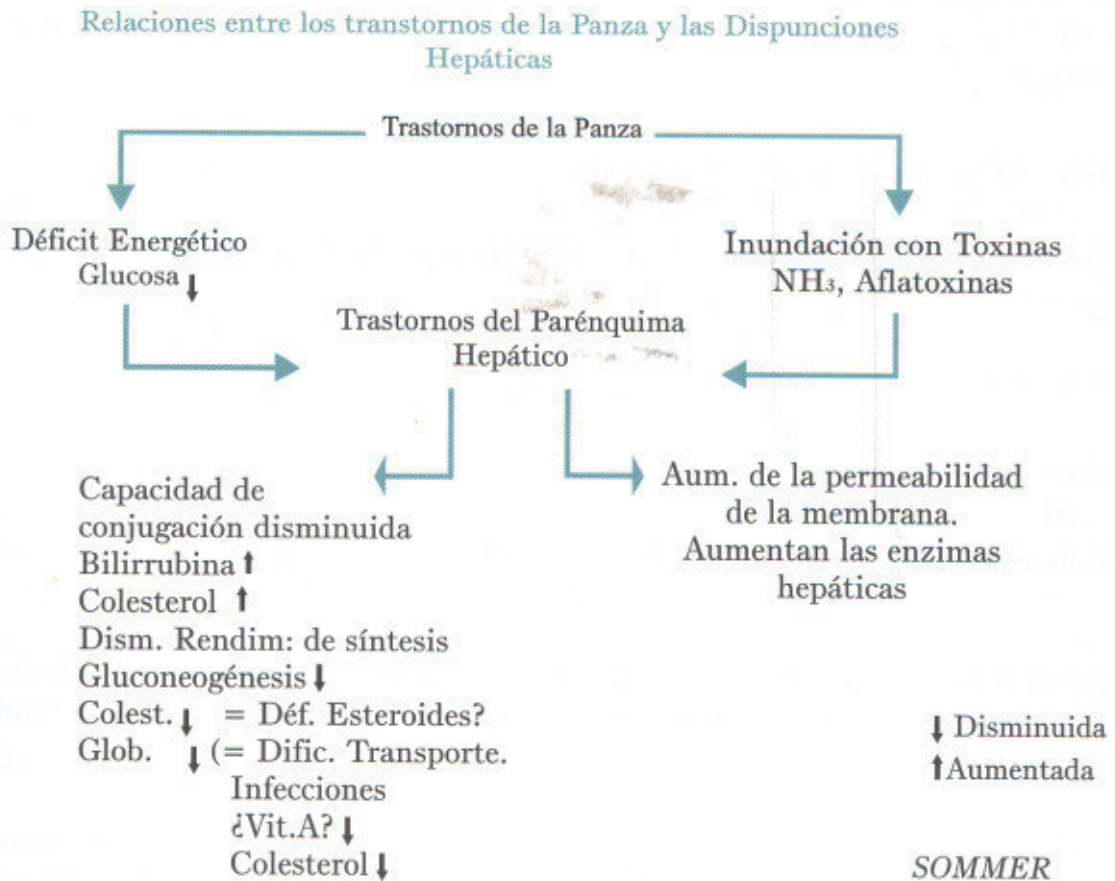 Relaciones entre los transtornos de la Panza y las Dispunciones
Hepáticas
Trastornos de la Panza
Déficit Energético
Glucosa ↓
Inundación con Toxinas
NH₃, Aflatoxinas
Trastornos del Parénquima
Hepático
Capacidad de
conjugación disminuida
Bilirrubina ↑
Colesterol ↑
Dism. Rendim: de síntesis
Gluconeogénesis ↓
Colest. ↓ = Déf. Esteroides?
Glob. ↓ (= Dific. Transporte.
Infecciones
¿Vit.A? ↓
Colesterol ↓
Aum. de la permeabilidad
de la membrana.
Aumentan las enzimas
hepáticas
↓ Disminuida
↑ Aumentada
SOMMER